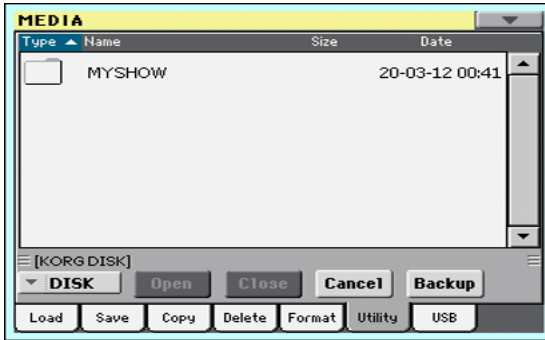 MEDIA
Type Name Size Date
MYSHOW 20-03-12 00:41
[KORG DISK]
DISK Open Close Cancel Backup
Load Save Copy Delete Format Utility USB